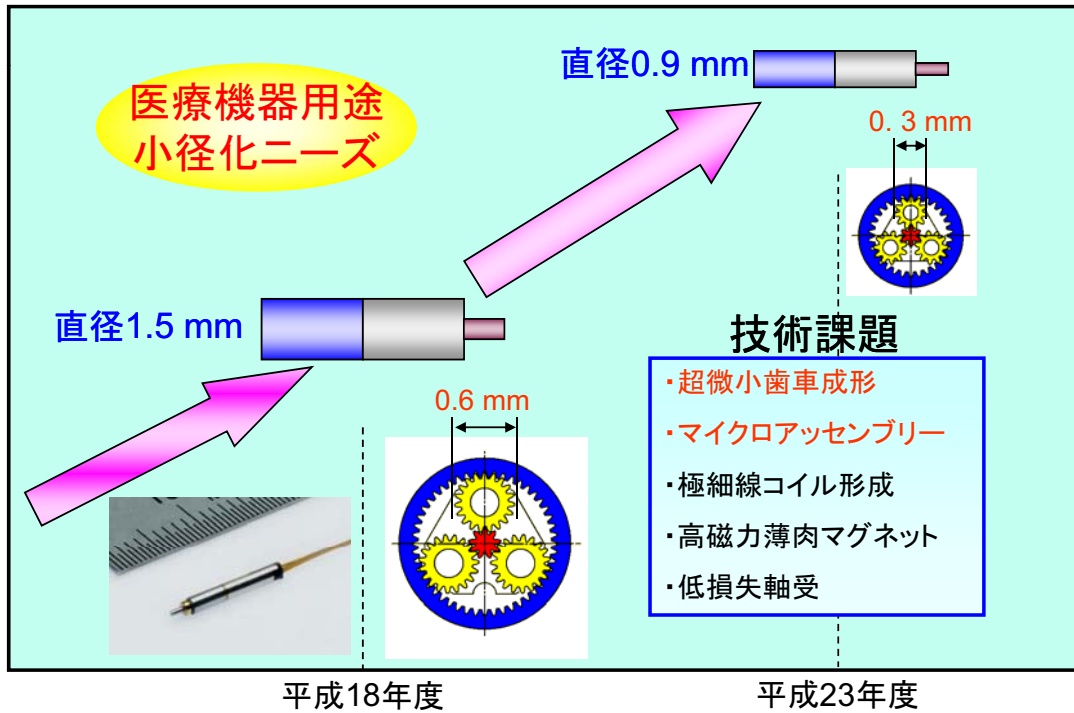 医療機器用途
小径化ニーズ
直径0.9 mm
0. 3 mm
直径1.5 mm
0.6 mm
技術課題
・超微小歯車成形
・マイクロアッセンブリー
・極細線コイル形成
・高磁力薄肉マグネット
・低損失軸受
平成18年度
平成23年度